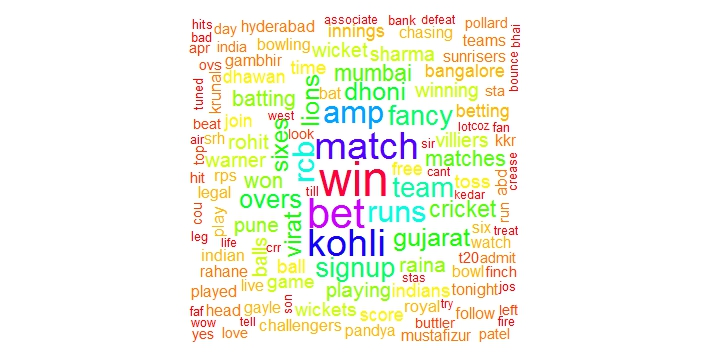 hits day hyderabad associate bank defeat pollard
bad innings chasing bhai
apr india bowling wicket sharma teams
ovs gambhir sunrisers bounce
tuned krunal dhawan time mumbai bangalore
batting lions bat dhoni winning sta
join west amp fancy betting
beat sixes look lot coz fan
air srh rohit rcb match sir villiers kkr
top warner free cant matches crease
hit rps win team toss abd
legal won till kedar
cou play overs bet runs cricket run
pune virat six treat
leg life crr kohli gujarat watch
indian balls t20 admit
rahane ball signup stas raina bowl finch
live game playing indians tonight jos
played son
faf head gayle wickets score royal try follow left
wow tell buttler fire
yes love challengers pandya mustafizur patel